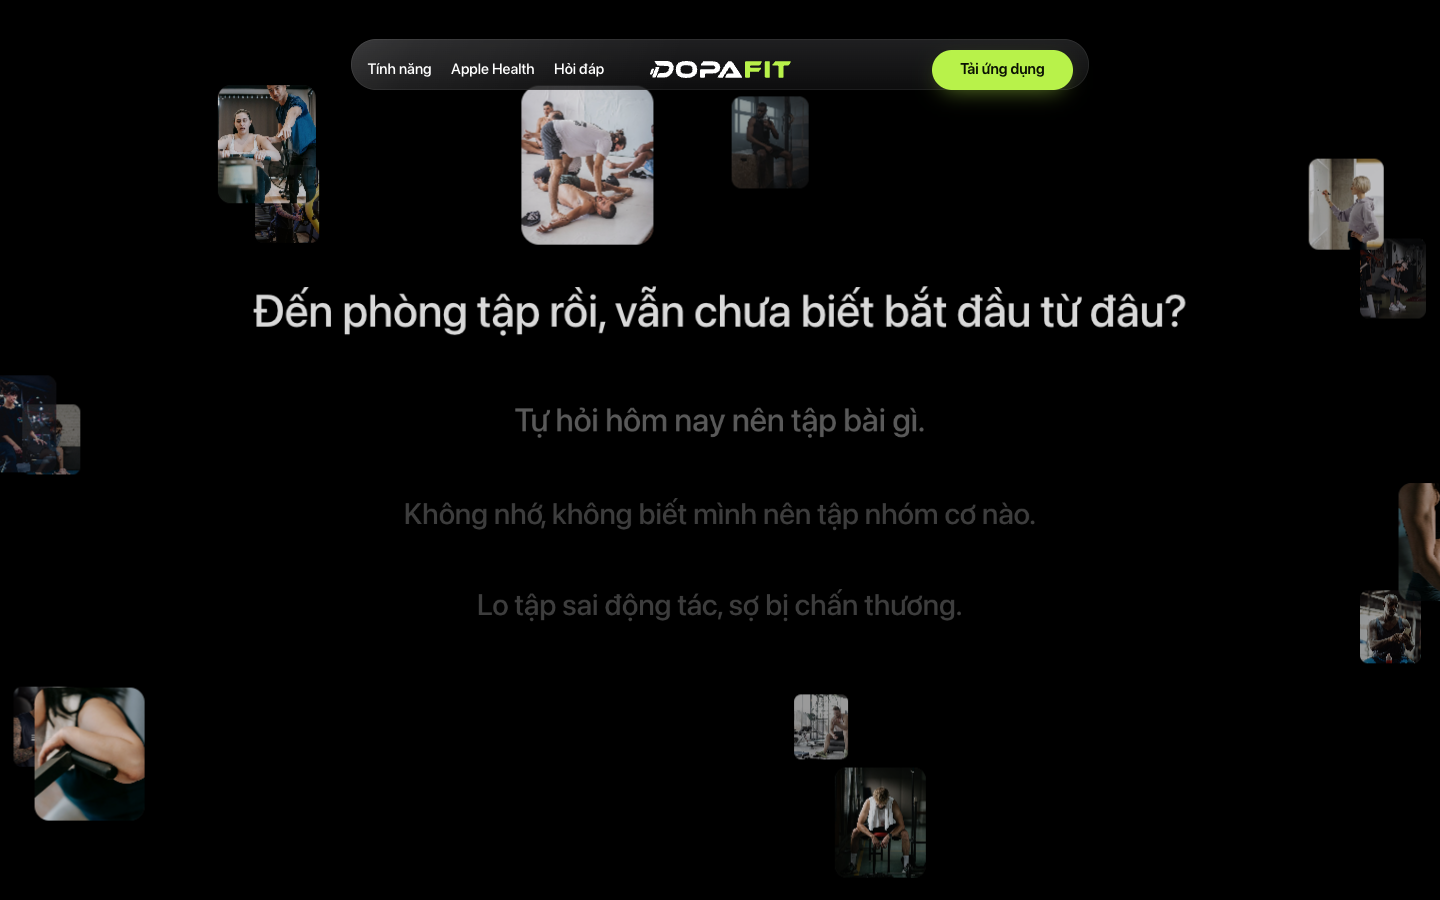 Tính năng
Apple Health
Hỏi đáp
DOPAFIT
Tải ứng dụng
Đến phòng tập rồi, vẫn chưa biết bắt đầu từ đâu?
Tự hỏi hôm nay nên tập bài gì.
Không nhớ, không biết mình nên tập nhóm cơ nào.
Lo tập sai động tác, sợ bị chấn thương.